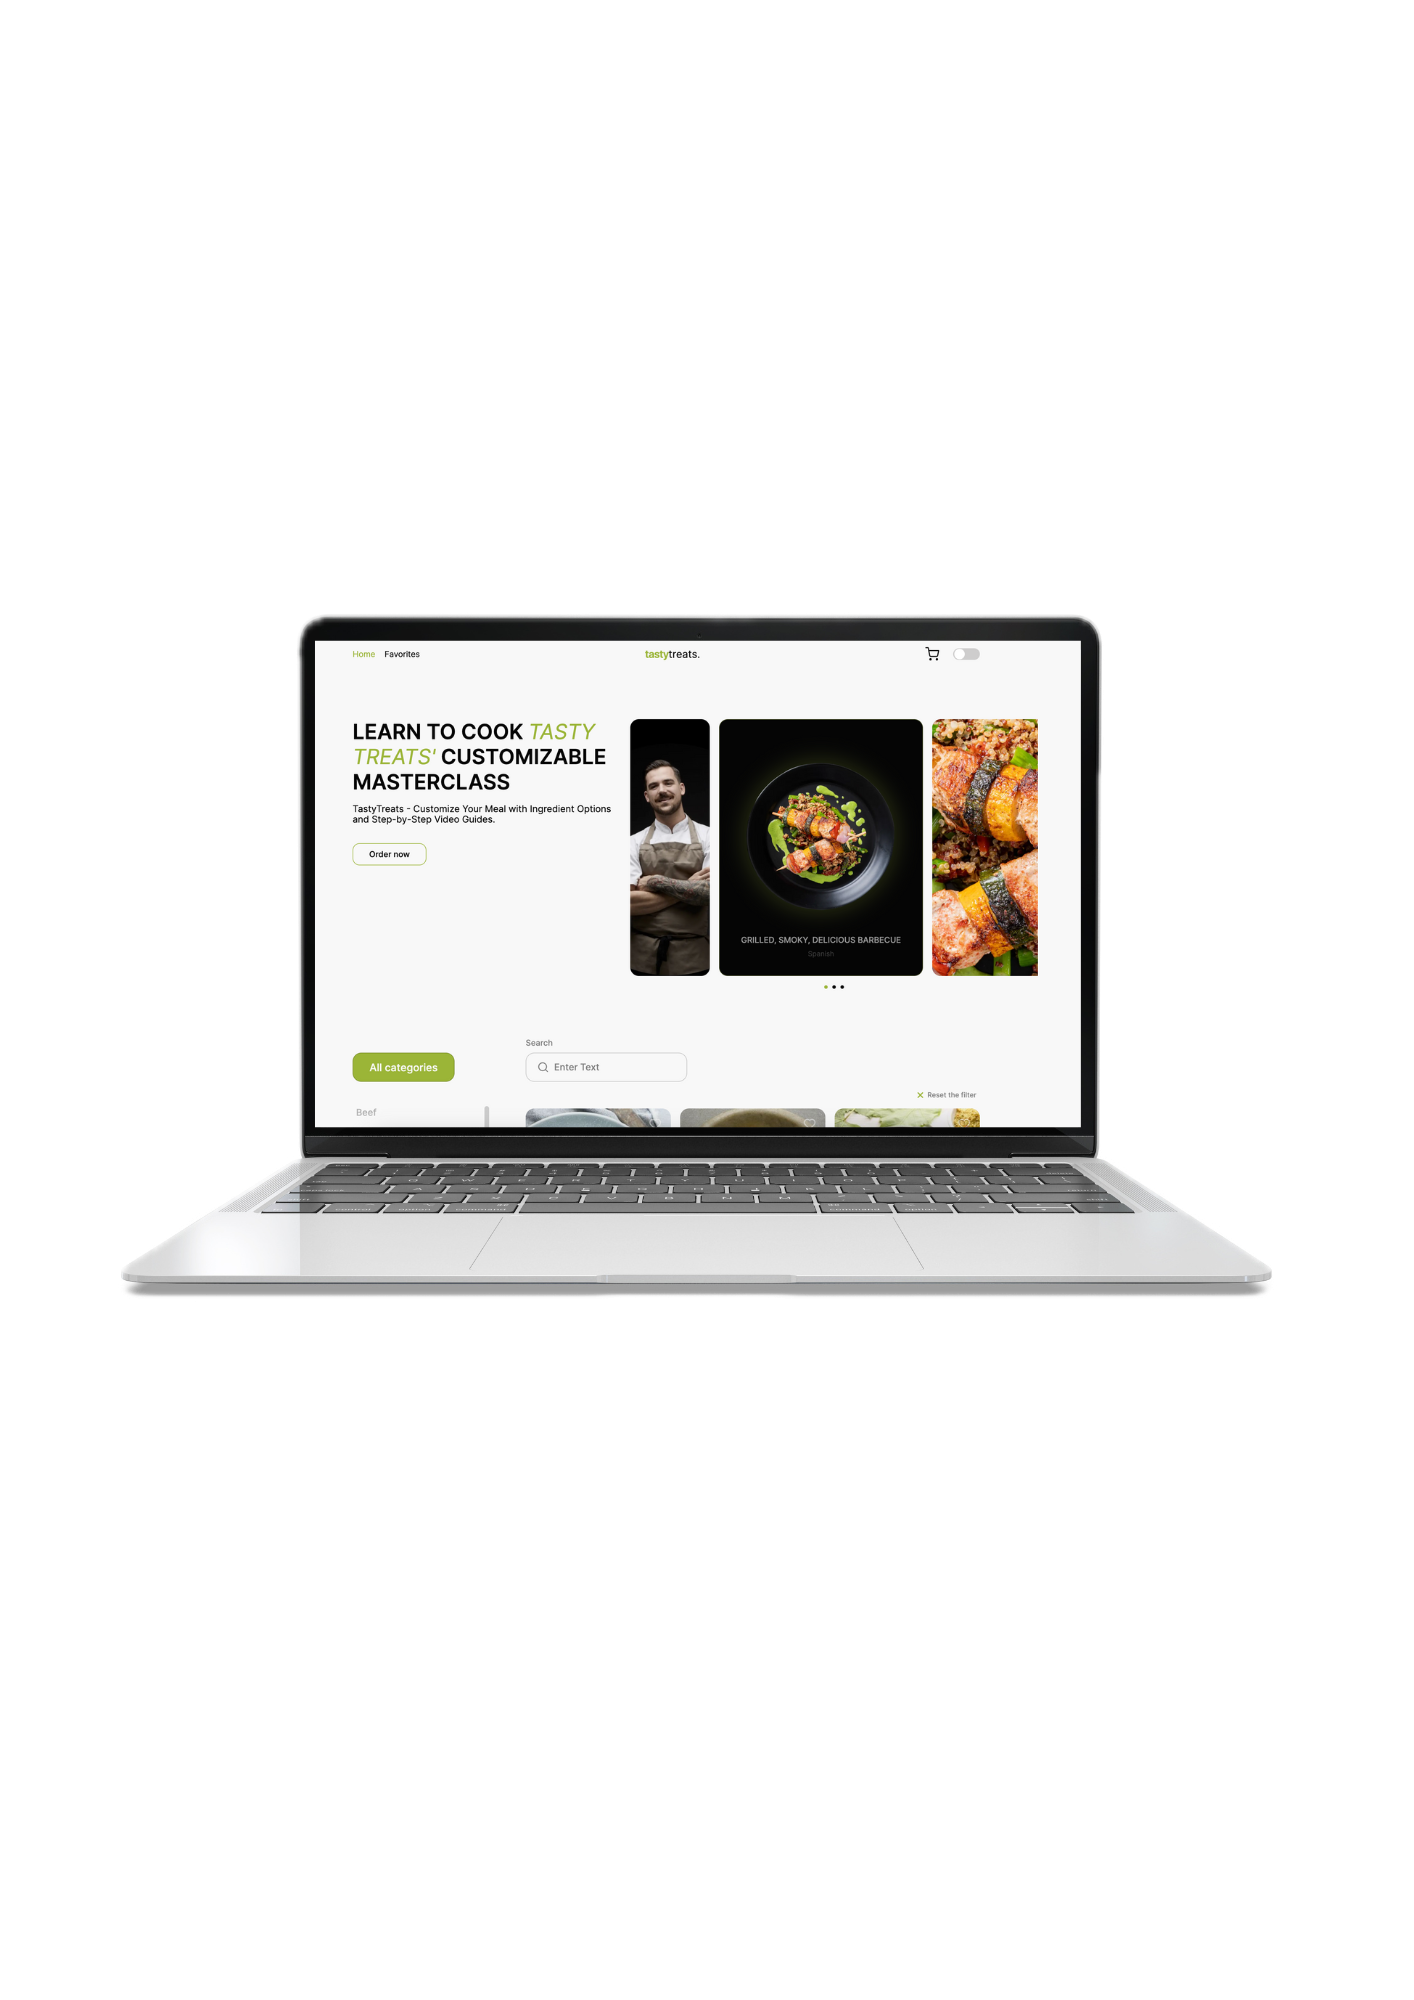 Home Favorites tastytreats.
LEARN TO COOK TASTY
TREATS' CUSTOMIZABLE
MASTERCLASS
TastyTreats - Customize Your Meal with Ingredient Options
and Step-by-Step Video Guides.
Order now
GRILLED, SMOKY, DELICIOUS BARBECUE
Spanish
All categories
Search
Enter Text
Reset the filter
Beef